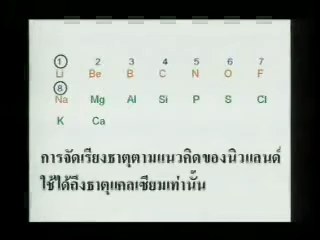 1 2 3 4 5 6 7
Li Be B C N O F
8
Na Mg Al Si P S Cl
K Ca
การจัดเรียงธาตุตามแนวคิดของนิวแลนด์
ใช้ได้ถึงธาตุแคลเซียมเท่านั้น